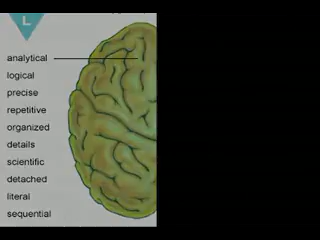 L
analytical
logical
precise
repetitive
organized
details
scientific
detached
literal
sequential